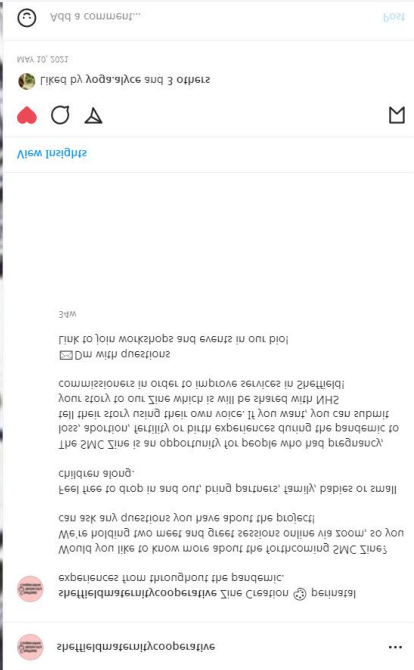 sheffieldmaternitycooperative
sheffieldmaternitycooperative Zine Creation perinatal
experiences from throughout the pandemic.
Would you like to know more about the forthcoming SMC Zine?
We're holding two meet and greet sessions online via zoom, so you
can ask any questions you have about the project!
Feel free to drop in and out, bring partners, family, babies or small
children along.
The SMC Zine is an opportunity for people who had pregnancy,
loss, abortion, fertility or birth experiences during the pandemic to
tell their story using their own voice. If you want, you can submit
your story to our Zine which is will be shared with NHS
commissioners in order to improve services in Sheffield!
Dm with questions
Link to join workshops and events in our bio!
34w
View Insights
Liked by yoga.alyce and 3 others
MAY 10, 2021
Add a comment...
Post